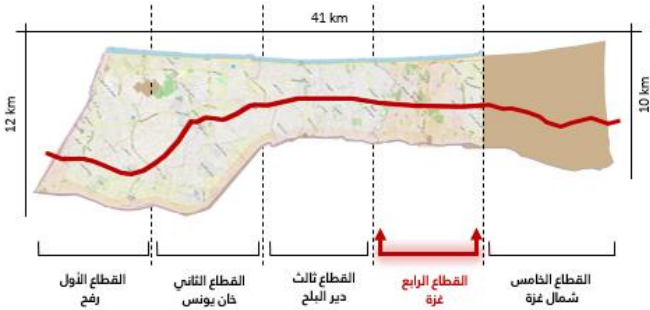 41 km
12 km
10 km
القطاع الأول
رفح
القطاع الثاني
خان يونس
القطاع ثالث
دير البلح
القطاع الرابع
غزة
القطاع الخامس
شمال غزة